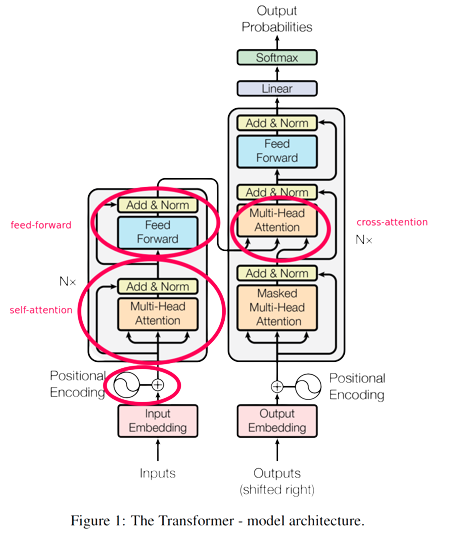 Output
Probabilities
Softmax
Linear
Add & Norm
Feed
Forward
Add & Norm
Multi-Head
Attention
cross-attention
N×
Add & Norm
Masked
Multi-Head
Attention
Positional
Encoding
Output
Embedding
Outputs
(shifted right)
Add & Norm
feed-forward
Feed
Forward
N×
Add & Norm
self-attention
Multi-Head
Attention
Positional
Encoding
Input
Embedding
Inputs
Figure 1: The Transformer - model architecture.